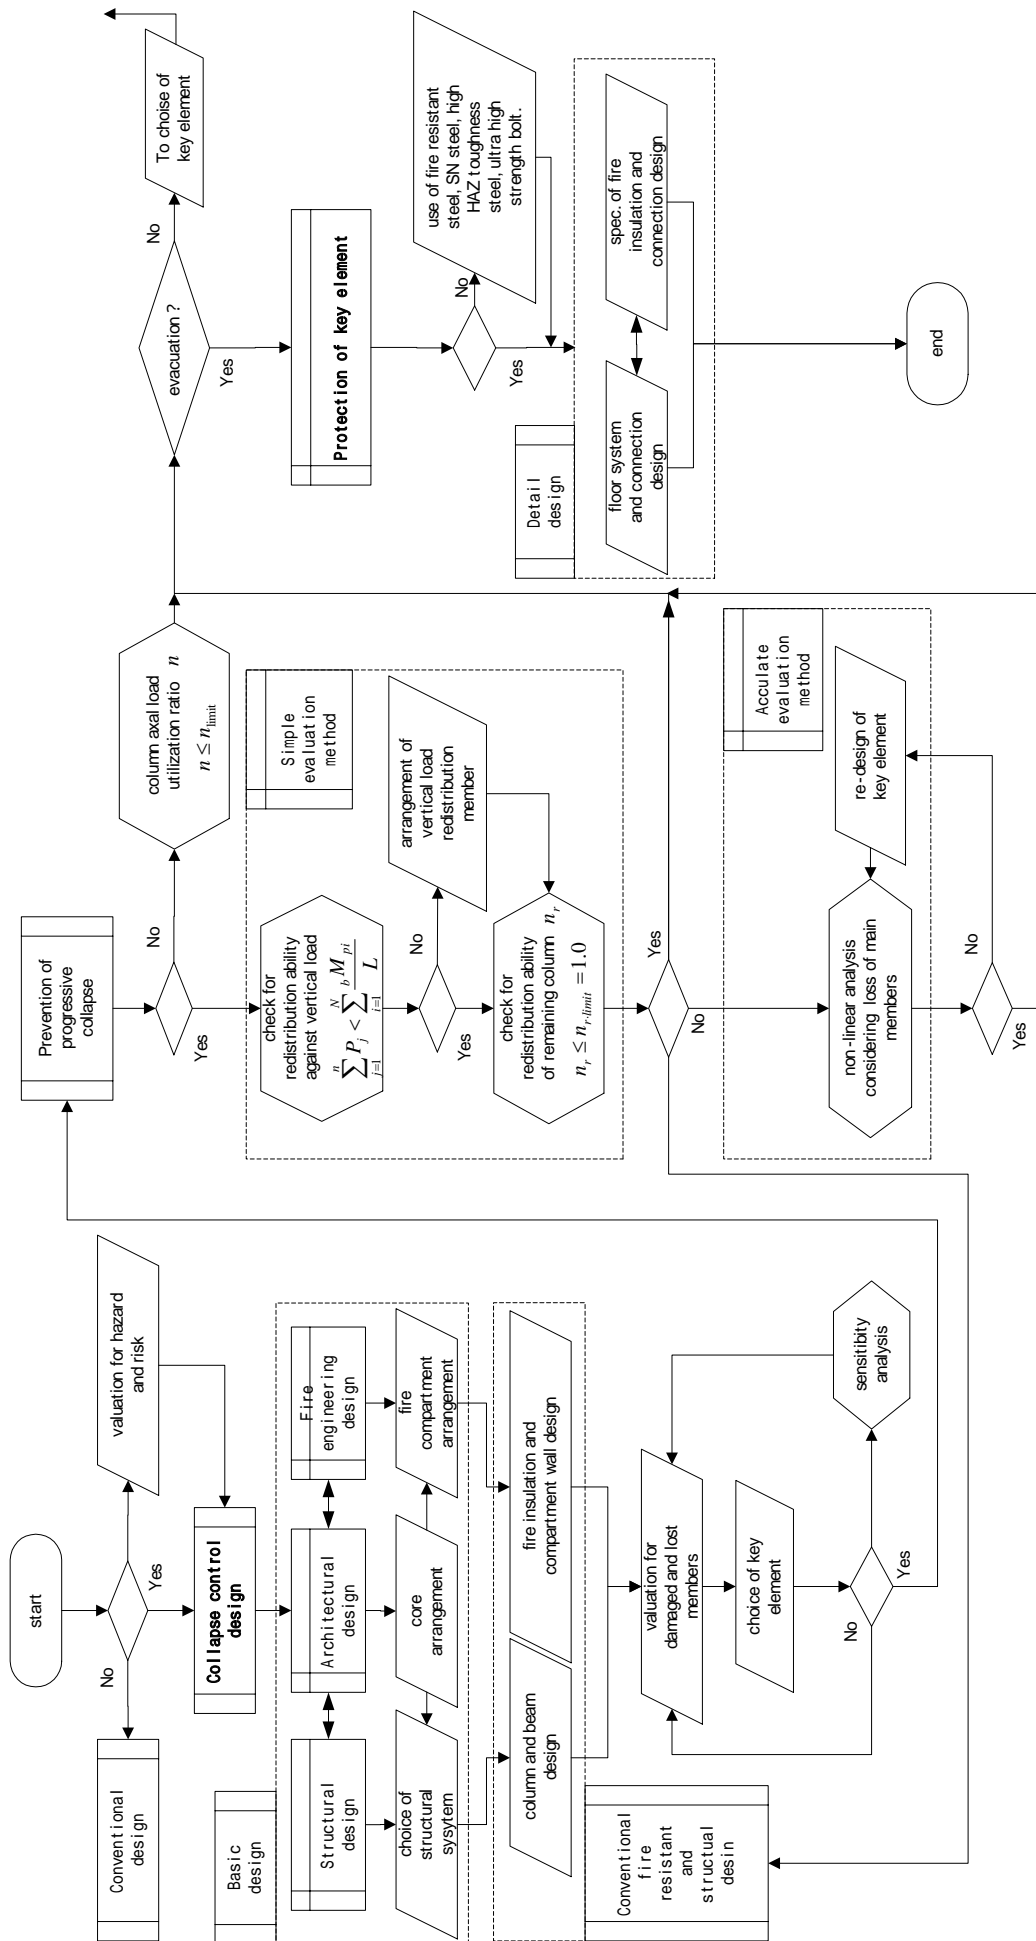 start
No
Yes
Conventional
design
valuation for hazard
and risk
Collapse control
design
Basic
design
Structural
design
Architectural
design
Fire
engineering
design
choice of
structural
sysytem
core
arrangement
fire
compartment
arrangement
column and beam
design
fire insulation and
compartment wall design
Conventional
fire
resistant
and
structual
desin
valuation for
damaged and lost
members
choice of key
element
No
Yes
sensitibity
analysis
Prevention of
progressive
collapse
No
Yes
column axial load
utilization ratio n
n ≤ n_limit
Simple
evaluation
method
check for
redistribution ability
against vertical load
∑_{j=1}^{n} P_j < ∑_{i=1}^{N} {}_bM_{pi} / L
No
Yes
arrangement of
vertical load
redistribution
member
check for
redistribution ability
of remaining column n_r
n_r ≤ n_{r·limit} = 1.0
Yes
No
Acculate
evaluation
method
non-linear analysis
considering loss of main
members
re-design of
key element
No
Yes
evacuation ?
No
Yes
To choise of
key element
Protection of key element
No
Yes
use of fire resistant
steel, SN steel, high
HAZ toughness
steel, ultra high
strength bolt.
Detail
design
floor system
and connection
design
spec. of fire
insulation and
connection design
end